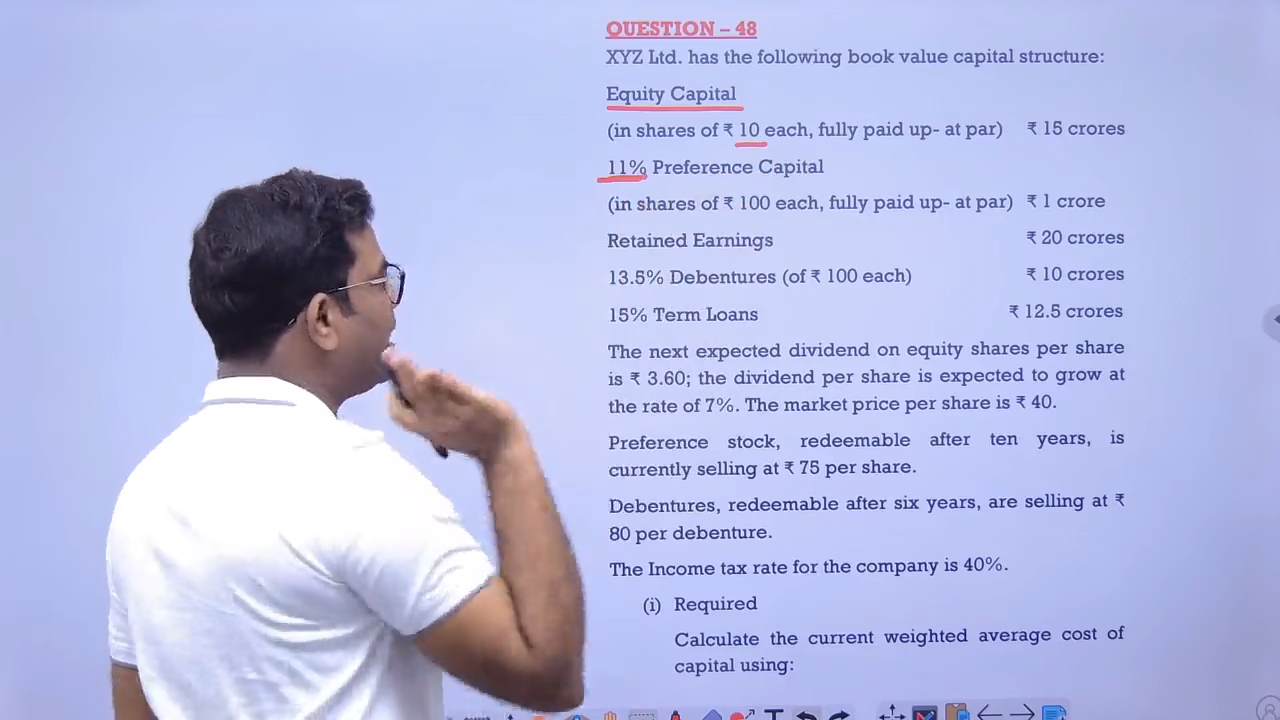 QUESTION – 48
XYZ Ltd. has the following book value capital structure:
Equity Capital
(in shares of ₹ 10 each, fully paid up- at par) ₹ 15 crores
11% Preference Capital
(in shares of ₹ 100 each, fully paid up- at par) ₹ 1 crore
Retained Earnings ₹ 20 crores
13.5% Debentures (of ₹ 100 each) ₹ 10 crores
15% Term Loans ₹ 12.5 crores
The next expected dividend on equity shares per share
is ₹ 3.60; the dividend per share is expected to grow at
the rate of 7%. The market price per share is ₹ 40.
Preference stock, redeemable after ten years, is
currently selling at ₹ 75 per share.
Debentures, redeemable after six years, are selling at ₹
80 per debenture.
The Income tax rate for the company is 40%.
(i) Required
Calculate the current weighted average cost of
capital using: